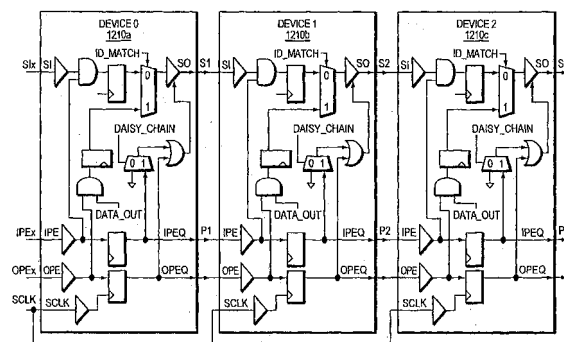 DEVICE 0
1210a
ID_MATCH
SIx
SI
0
1
SO
S1
DAISY_CHAIN
0 1
DATA_OUT
IPEx
IPE
IPEQ
P1
OPEx
OPE
OPEQ
SCLK
SCLK
DEVICE 1
1210b
ID_MATCH
SI
0
1
SO
S2
DAISY_CHAIN
0 1
DATA_OUT
IPE
IPEQ
P2
OPE
OPEQ
SCLK
DEVICE 2
1210c
ID_MATCH
SI
0
1
SO
DAISY_CHAIN
0 1
DATA_OUT
IPE
IPEQ
OPE
OPEQ
SCLK